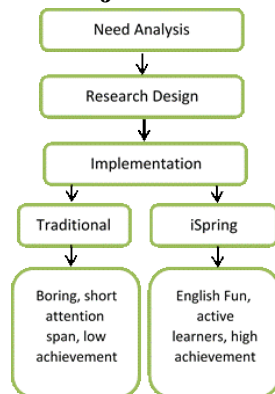 Need Analysis
Research Design
Implementation
Traditional
iSpring
Boring, short
attention
span, low
achievement
English Fun,
active
learners, high
achievement